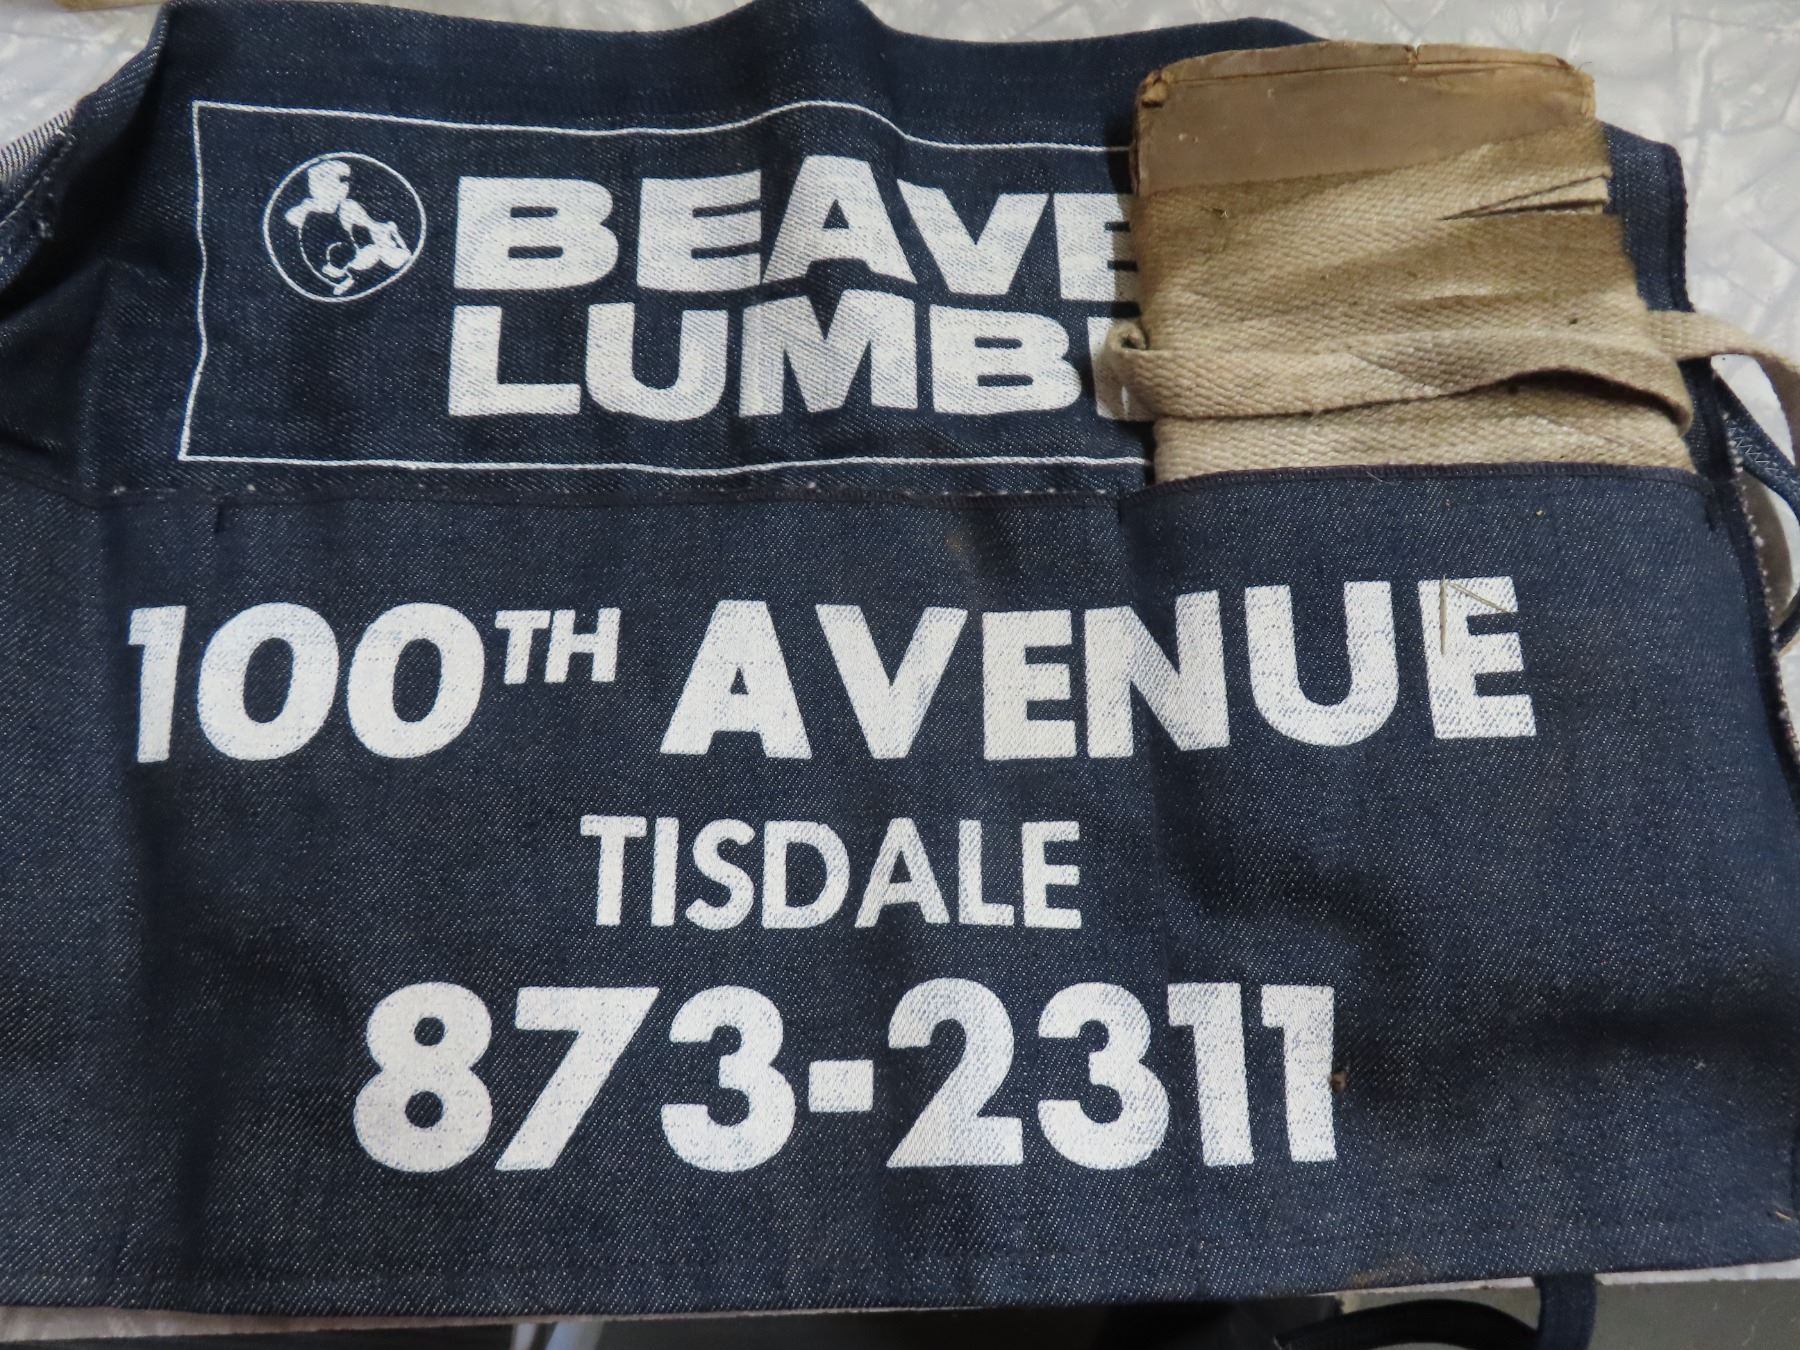 BEAVE
LUMB
100TH AVENUE
TISDALE
873-2311